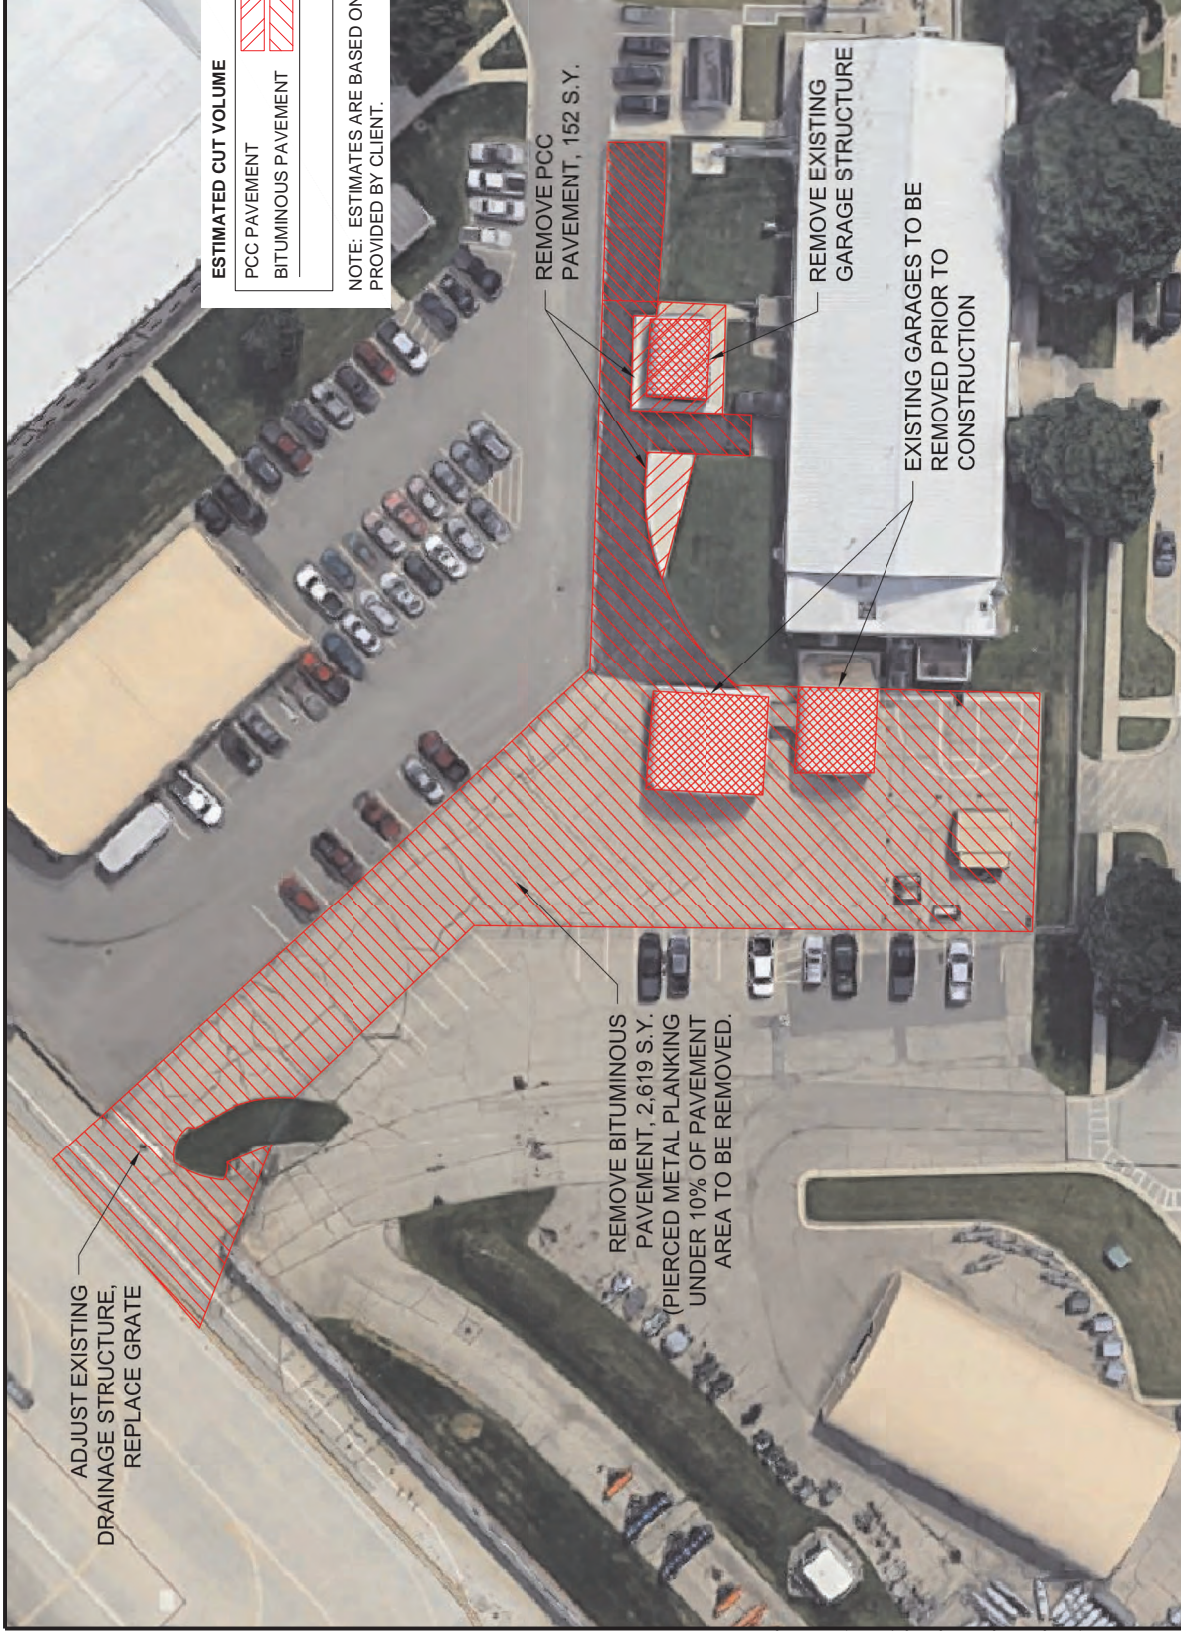 ESTIMATED CUT VOLUME
PCC PAVEMENT
BITUMINOUS PAVEMENT
NOTE: ESTIMATES ARE BASED ON
PROVIDED BY CLIENT.
ADJUST EXISTING
DRAINAGE STRUCTURE,
REPLACE GRATE
REMOVE PCC
PAVEMENT, 152 S.Y.
REMOVE BITUMINOUS
PAVEMENT, 2,619 S.Y.
(PIERCED METAL PLANKING
UNDER 10% OF PAVEMENT
AREA TO BE REMOVED.
REMOVE EXISTING
GARAGE STRUCTURE
EXISTING GARAGES TO BE
REMOVED PRIOR TO
CONSTRUCTION